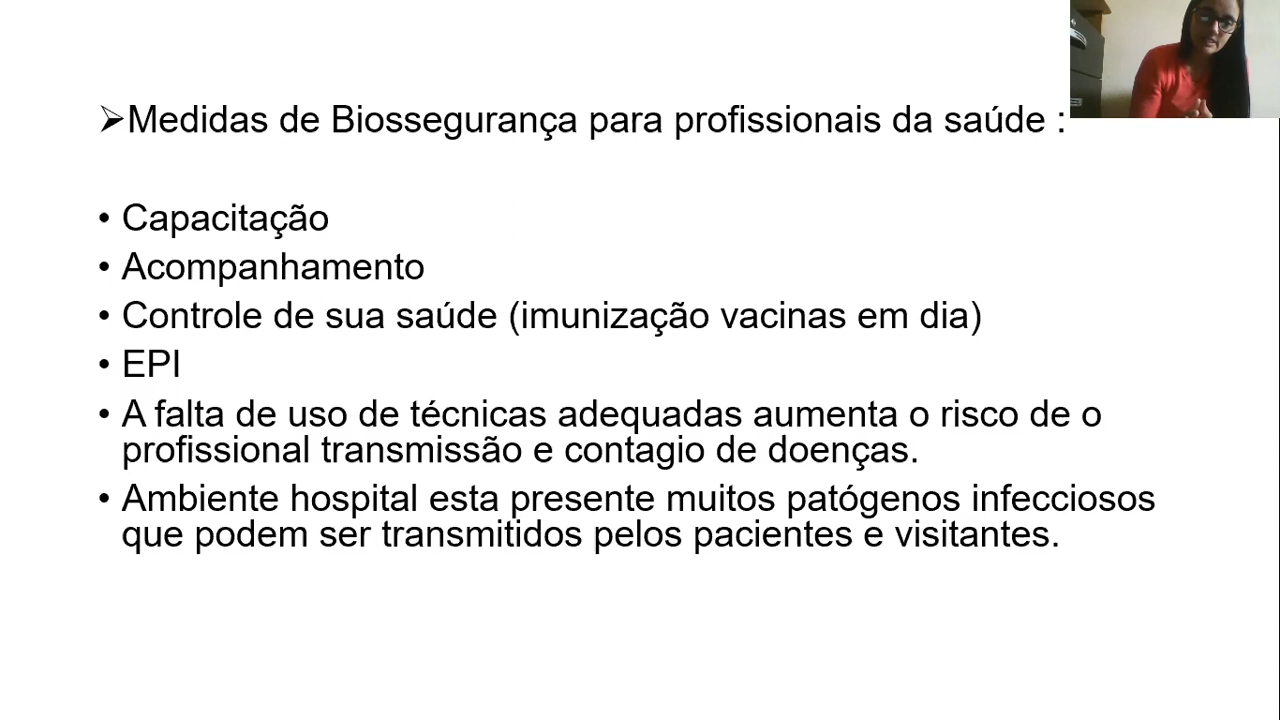 ➢Medidas de Biossegurança para profissionais da saúde :
• Capacitação
• Acompanhamento
• Controle de sua saúde (imunização vacinas em dia)
• EPI
• A falta de uso de técnicas adequadas aumenta o risco de o
profissional transmissão e contagio de doenças.
• Ambiente hospital esta presente muitos patógenos infecciosos
que podem ser transmitidos pelos pacientes e visitantes.